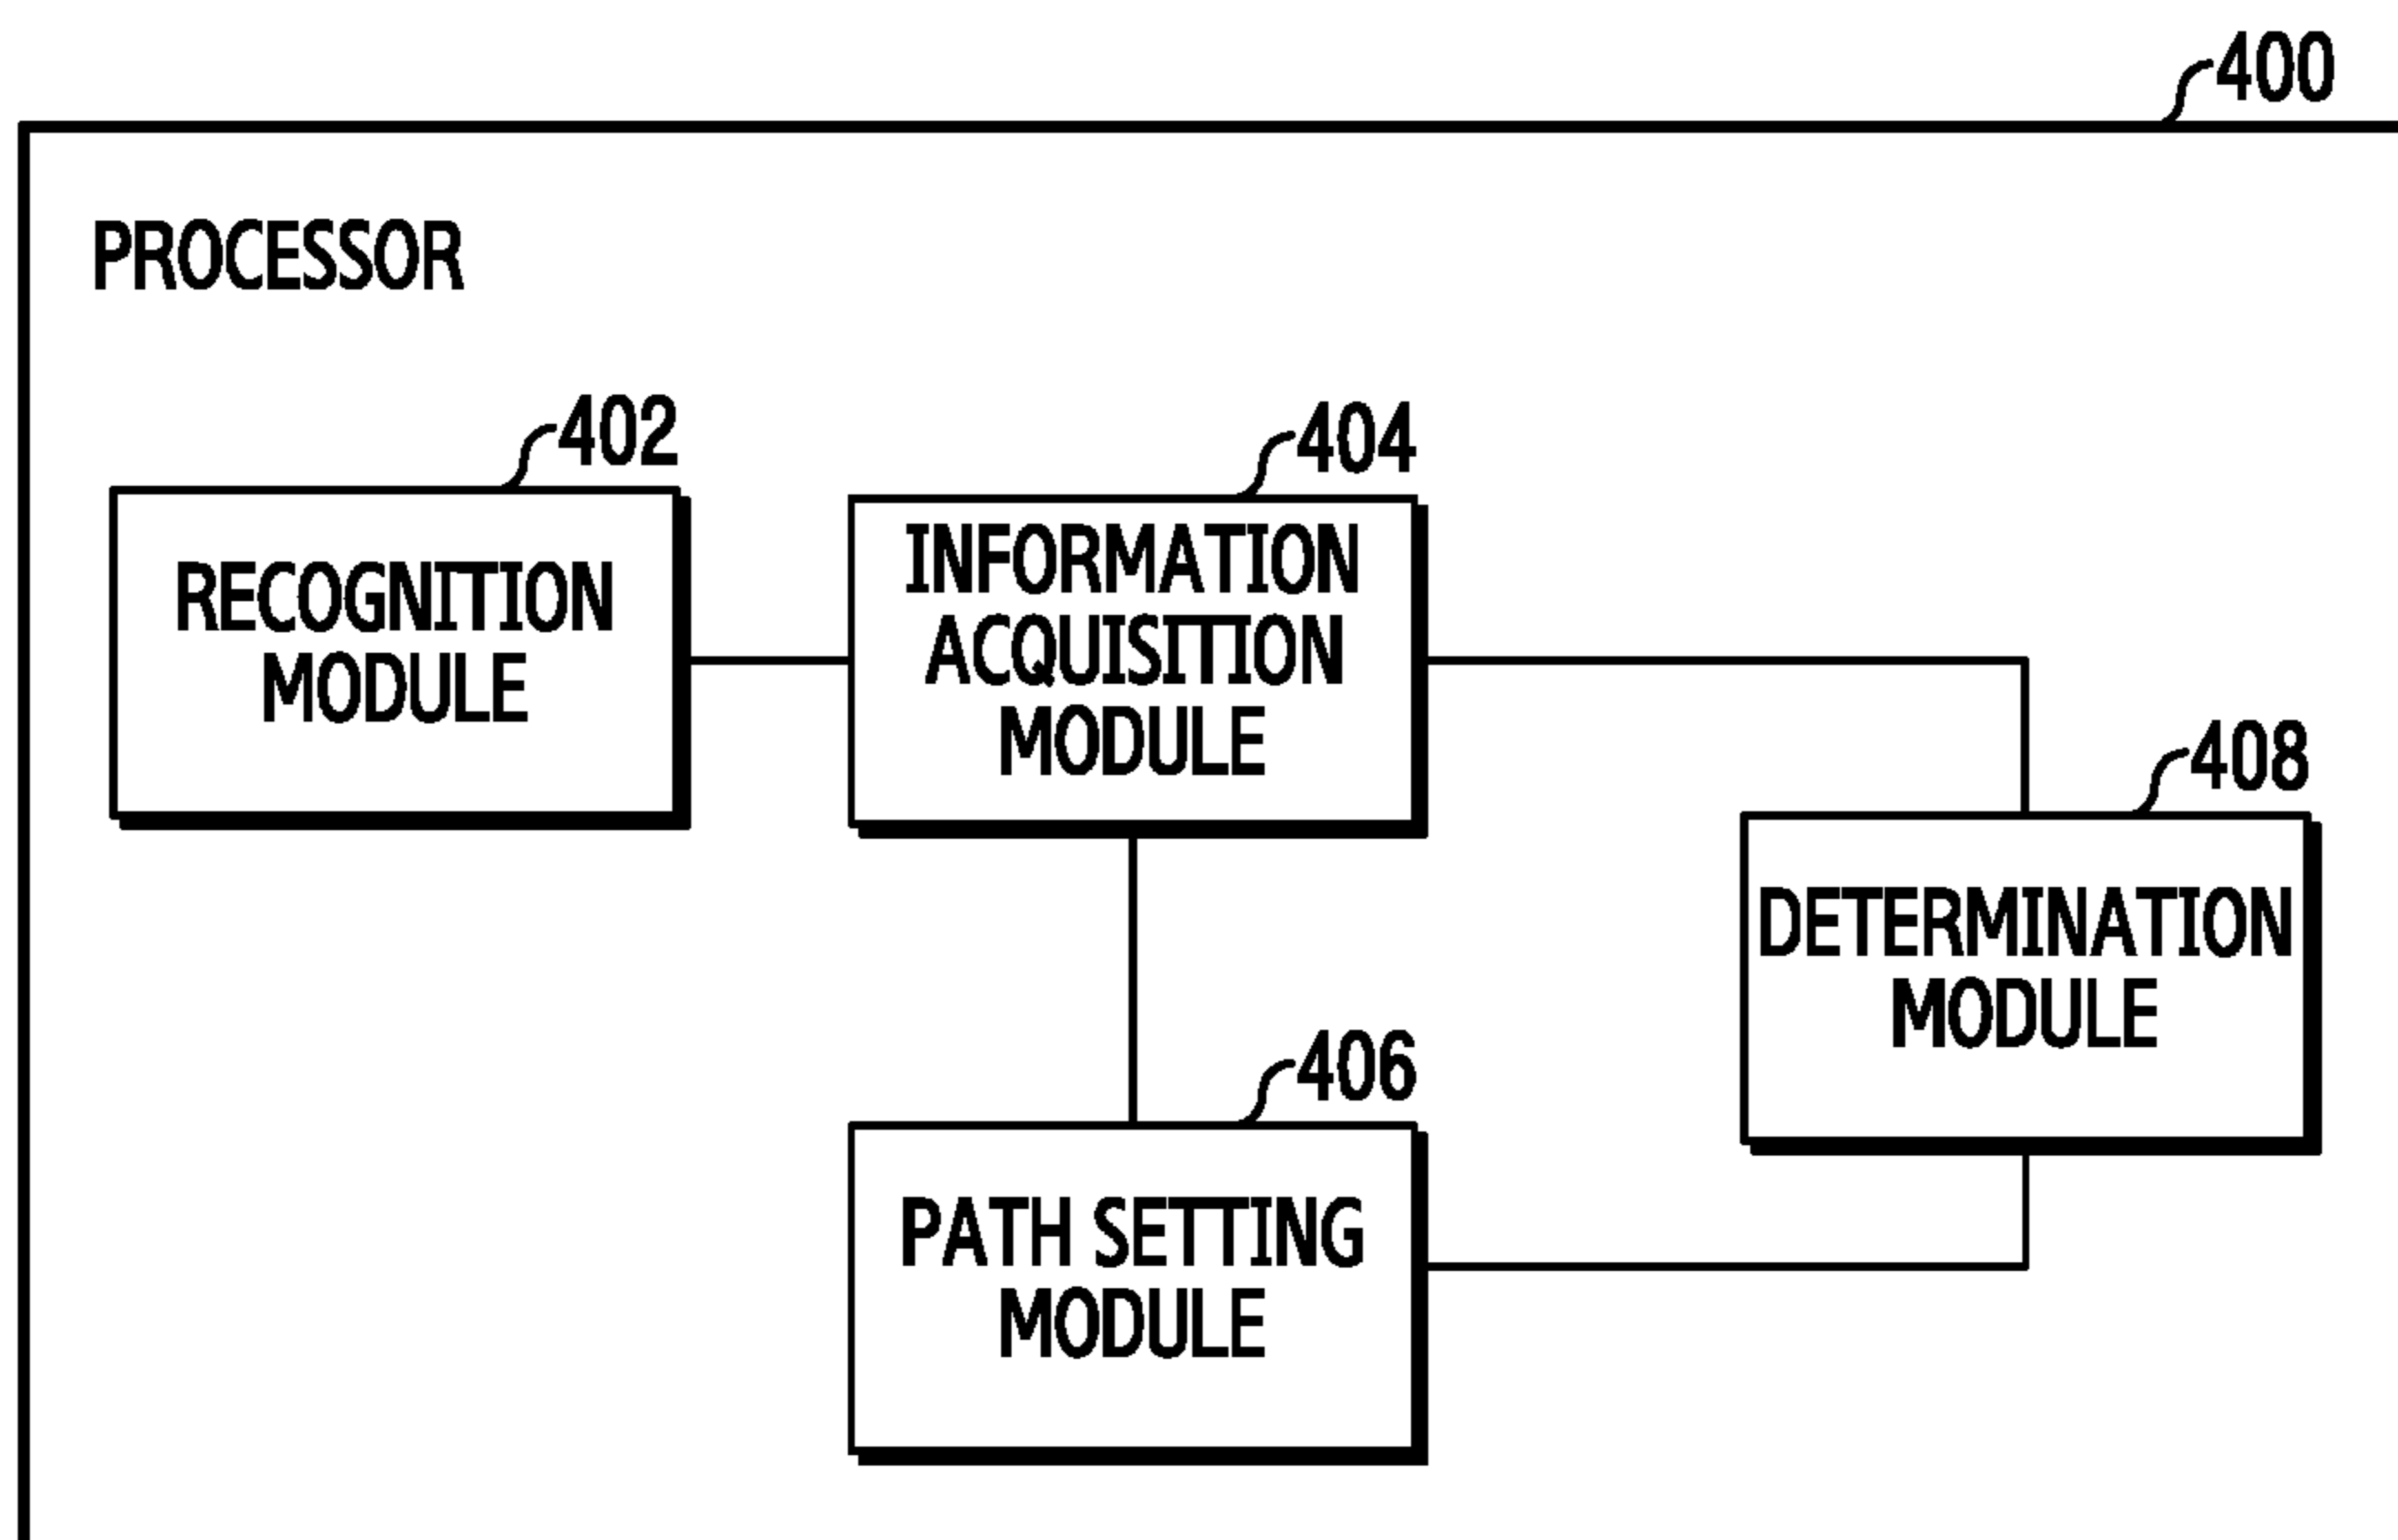 400
PROCESSOR
402
RECOGNITION
MODULE
404
INFORMATION
ACQUISITION
MODULE
408
DETERMINATION
MODULE
406
PATH SETTING
MODULE